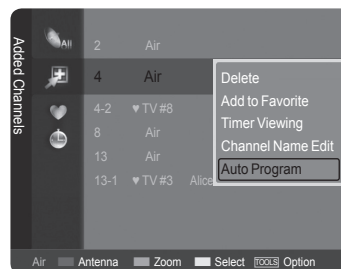 Added Channels
All
2 Air
4 Air
4-2 ♥ TV #8
8 Air
13 Air
13-1 ♥ TV #3 Alice
Delete
Add to Favorite
Timer Viewing
Channel Name Edit
Auto Program
Air Antenna Zoom Select TOOLS Option